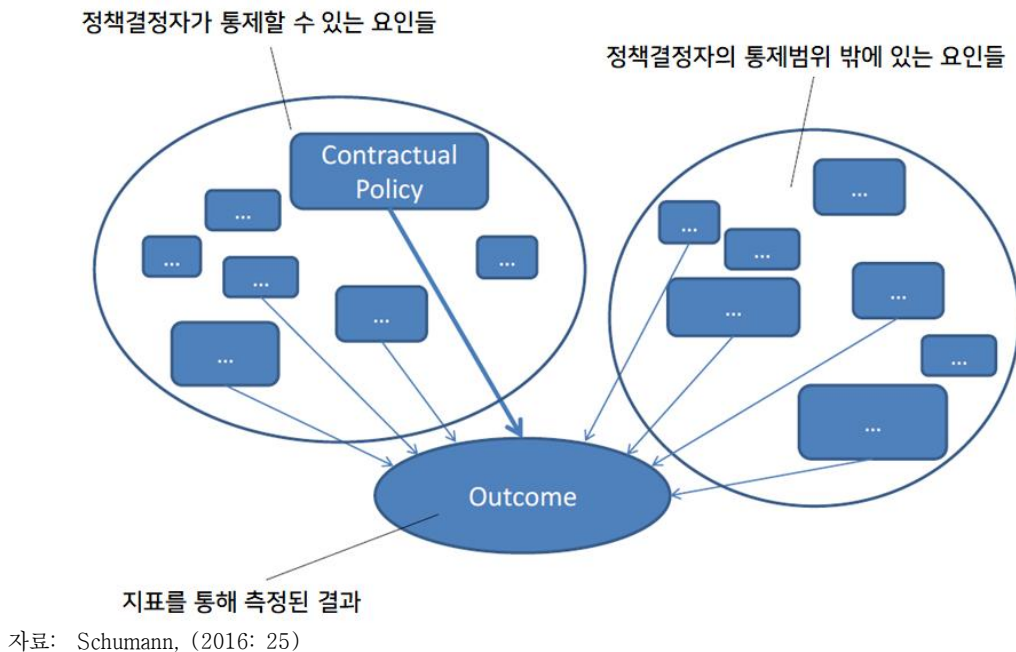 정책결정자가 통제할 수 있는 요인들
정책결정자의 통제범위 밖에 있는 요인들
Contractual
Policy
...
...
...
...
...
...
...
...
...
...
...
...
...
Outcome
지표를 통해 측정된 결과
자료: Schumann, (2016: 25)